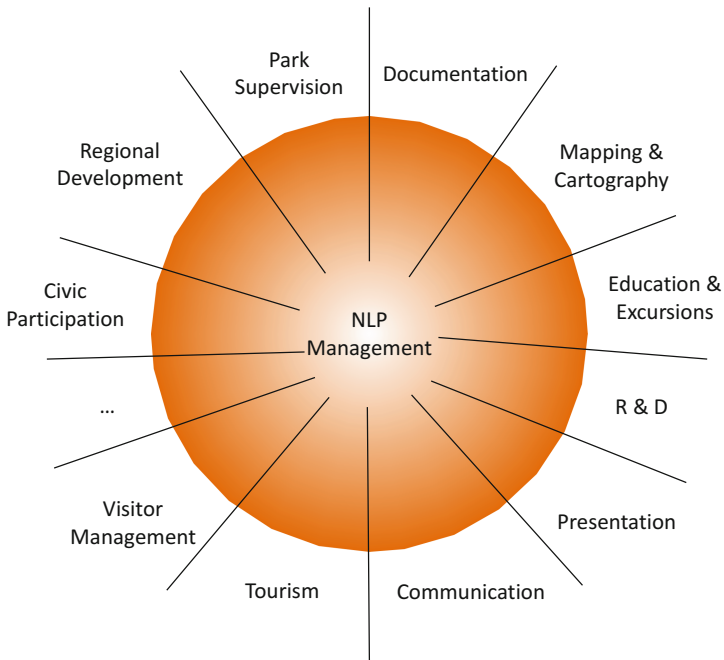 Park
Supervision
Documentation
Regional
Development
Mapping &
Cartography
Civic
Participation
NLP
Management
Education &
Excursions
...
R & D
Visitor
Management
Presentation
Tourism
Communication